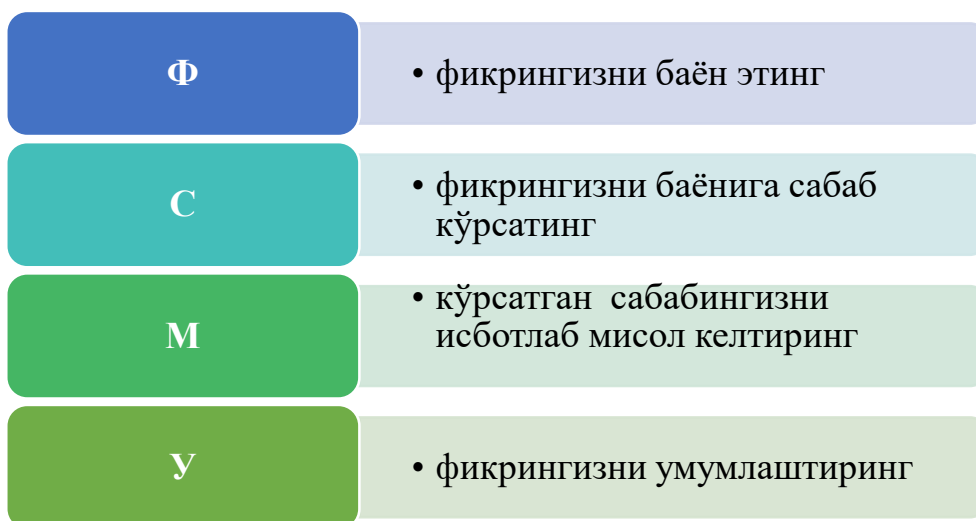 Ф
• фикрингизни баён этинг
С
• фикрингизни баёнига сабаб
кўрсатинг
М
• кўрсатган сабабингизни
исботлаб мисол келтиринг
У
• фикрингизни умумлаштиринг